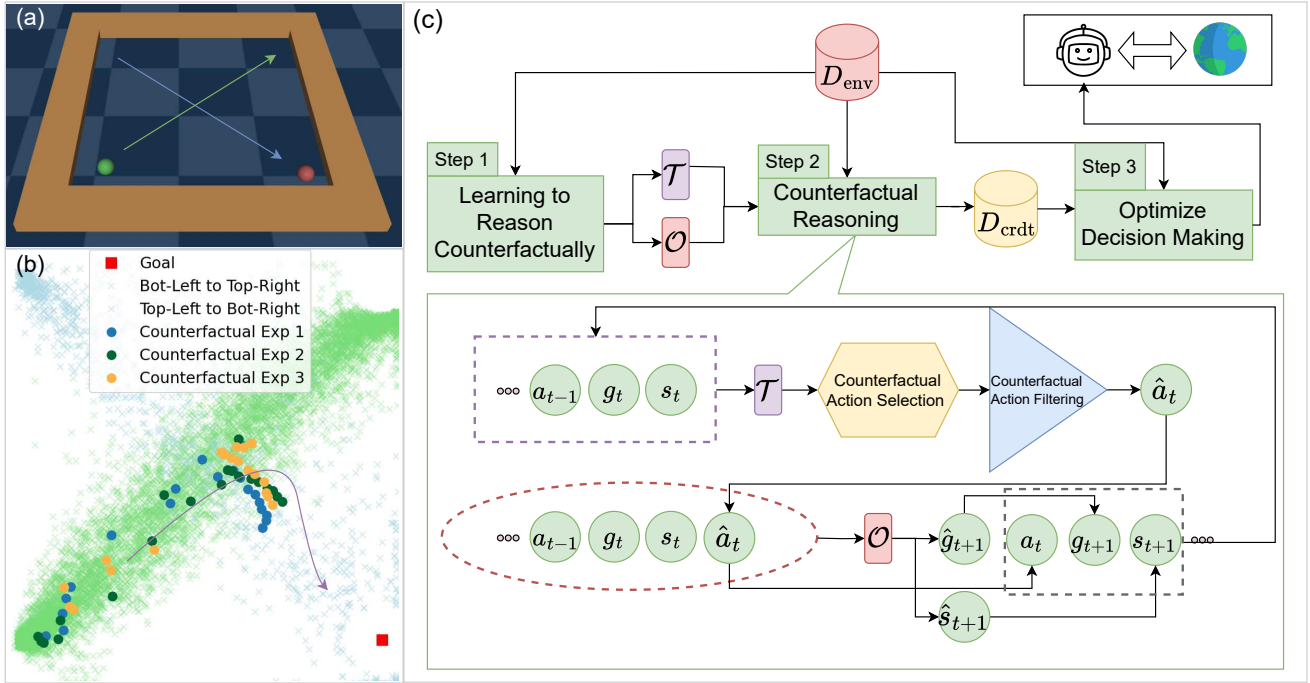 (a)
(b)
Goal
Bot-Left to Top-Right
Top-Left to Bot-Right
Counterfactual Exp 1
Counterfactual Exp 2
Counterfactual Exp 3
(c)
D_env
Step 1
Learning to
Reason
Counterfactually
𝒯
𝒪
Step 2
Counterfactual
Reasoning
D_crdt
Step 3
Optimize
Decision Making
a_{t−1} g_t s_t
𝒯
Counterfactual
Action Selection
Counterfactual
Action Filtering
â_t
a_{t−1} g_t s_t â_t
𝒪
ĝ_{t+1}
a_t g_{t+1} s_{t+1}
ŝ_{t+1}